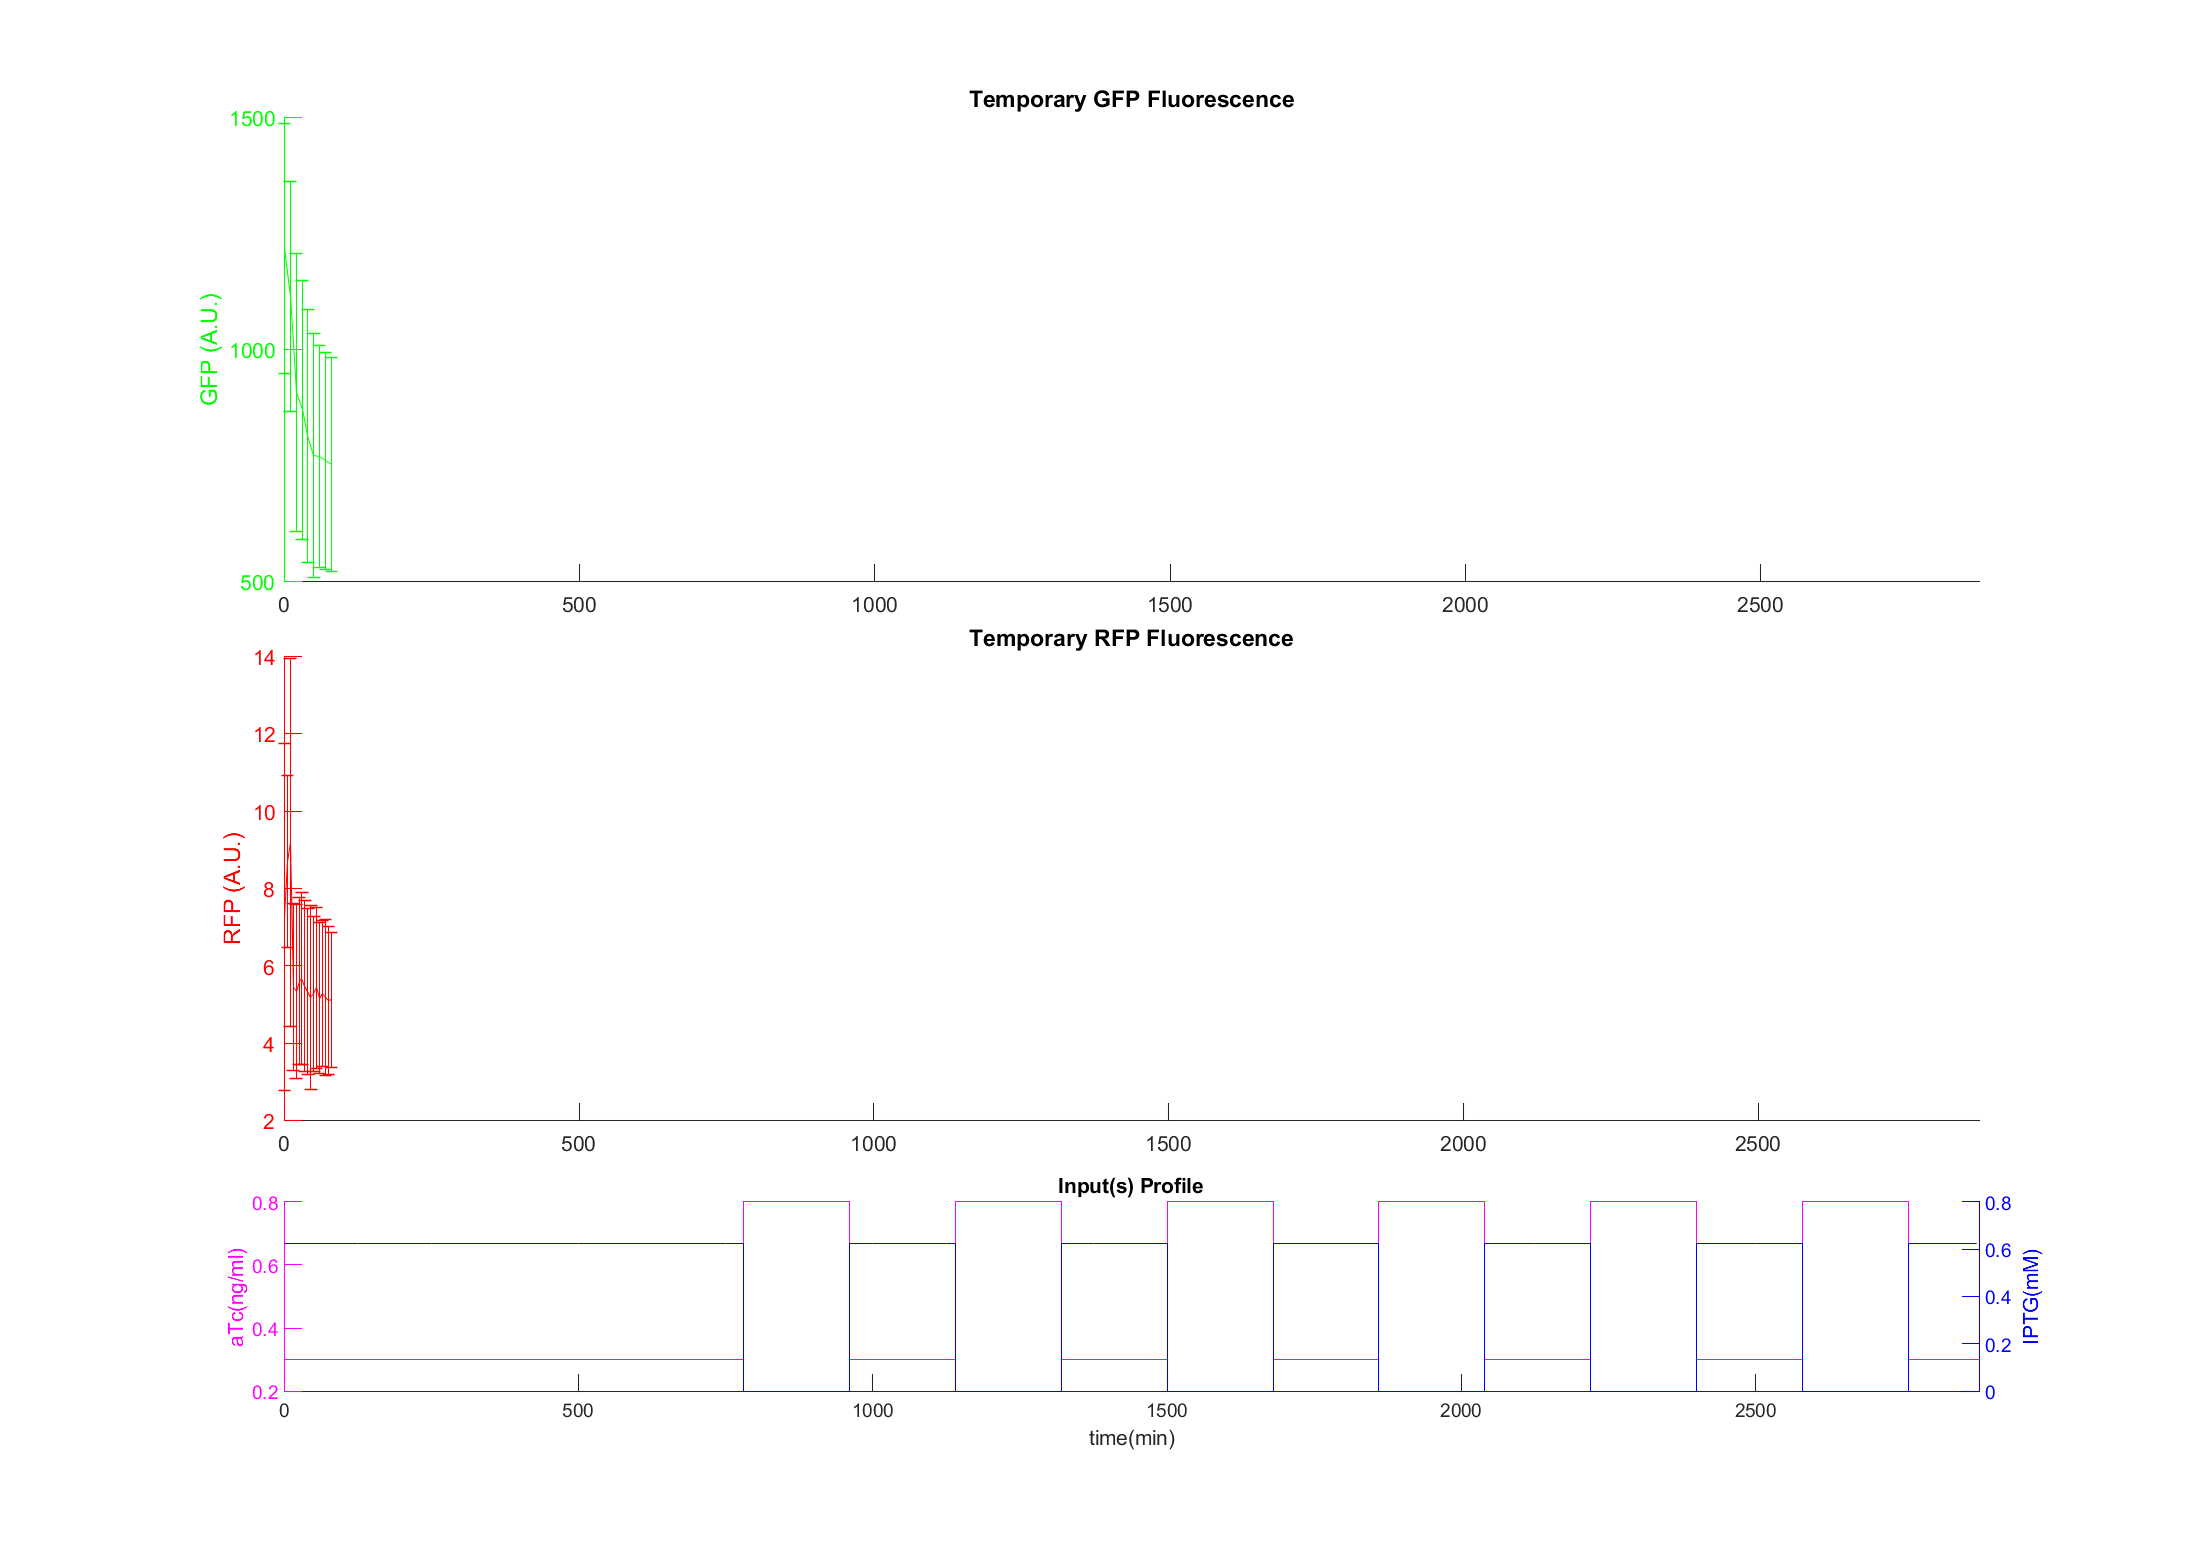 Temporary GFP Fluorescence
1500
1000
500
GFP (A.U.)
0 500 1000 1500 2000 2500
Temporary RFP Fluorescence
14
12
10
8
6
4
2
RFP (A.U.)
0 500 1000 1500 2000 2500
Input(s) Profile
0.8
0.6
0.4
0.2
aTc(ng/ml)
0.8
0.6
0.4
0.2
0
IPTG(mM)
0 500 1000 1500 2000 2500
time(min)